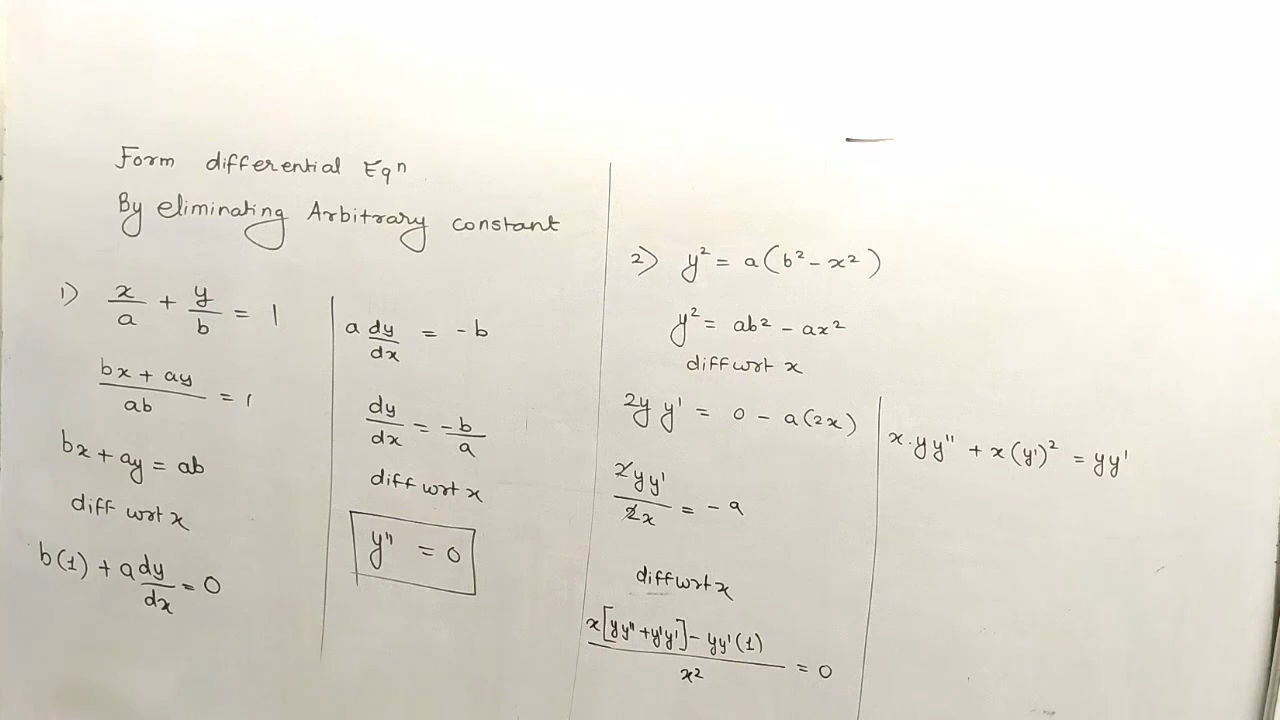 Form differential Eqⁿ
By eliminating Arbitrary constant
1) x/a + y/b = 1
(bx + ay)/ab = 1
bx + ay = ab
diff wrt x
b(1) + a dy/dx = 0
a dy/dx = -b
dy/dx = -b/a
diff wrt x
y'' = 0
2) y² = a(b² - x²)
y² = ab² - ax²
diff wrt x
2y y' = 0 - a(2x)
2yy'/2x = -a
diff wrt x
(x[yy'' + y'y'] - yy'(1))/x² = 0
x·yy'' + x(y')² = yy'